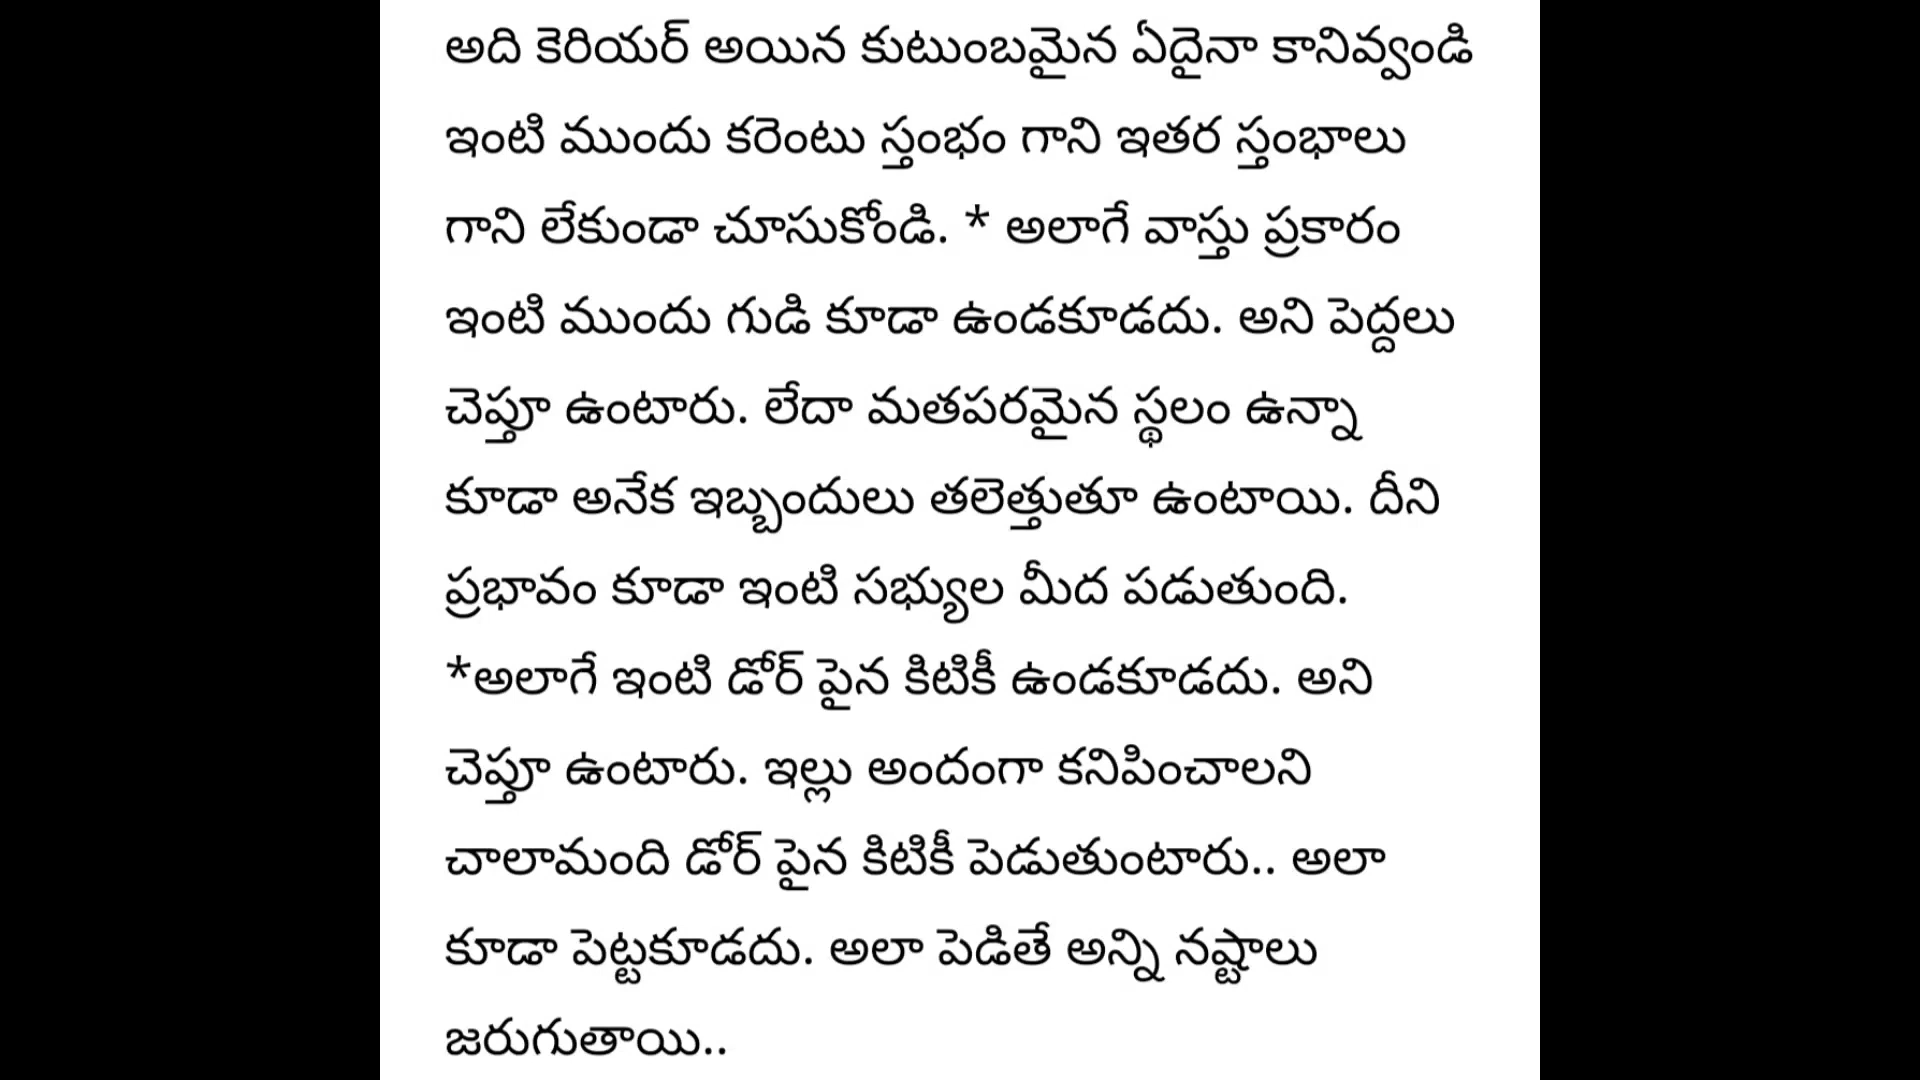 అది కెరియర్ అయిన కుటుంబమైన ఏదైనా కానివ్వండి
ఇంటి ముందు కరెంటు స్తంభం గాని ఇతర స్తంభాలు
గాని లేకుండా చూసుకోండి. * అలాగే వాస్తు ప్రకారం
ఇంటి ముందు గుడి కూడా ఉండకూడదు. అని పెద్దలు
చెప్తూ ఉంటారు. లేదా మతపరమైన స్థలం ఉన్నా
కూడా అనేక ఇబ్బందులు తలెత్తుతూ ఉంటాయి. దీని
ప్రభావం కూడా ఇంటి సభ్యుల మీద పడుతుంది.
*అలాగే ఇంటి డోర్ పైన కిటికీ ఉండకూడదు. అని
చెప్తూ ఉంటారు. ఇల్లు అందంగా కనిపించాలని
చాలామంది డోర్ పైన కిటికీ పెడుతుంటారు.. అలా
కూడా పెట్టకూడదు. అలా పెడితే అన్ని నష్టాలు
జరుగుతాయి..